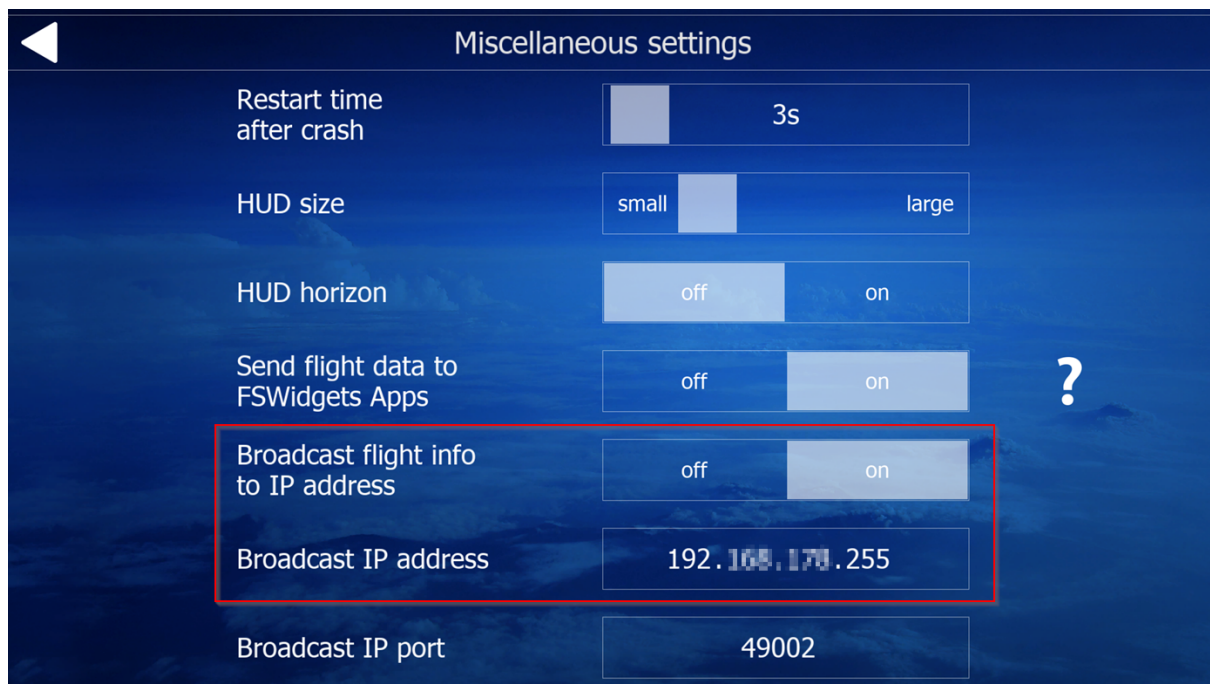 Miscellaneous settings
Restart time
after crash
3s
HUD size
small
large
HUD horizon
off
on
Send flight data to
FSWidgets Apps
off
on
?
Broadcast flight info
to IP address
off
on
Broadcast IP address
192. .255
Broadcast IP port
49002